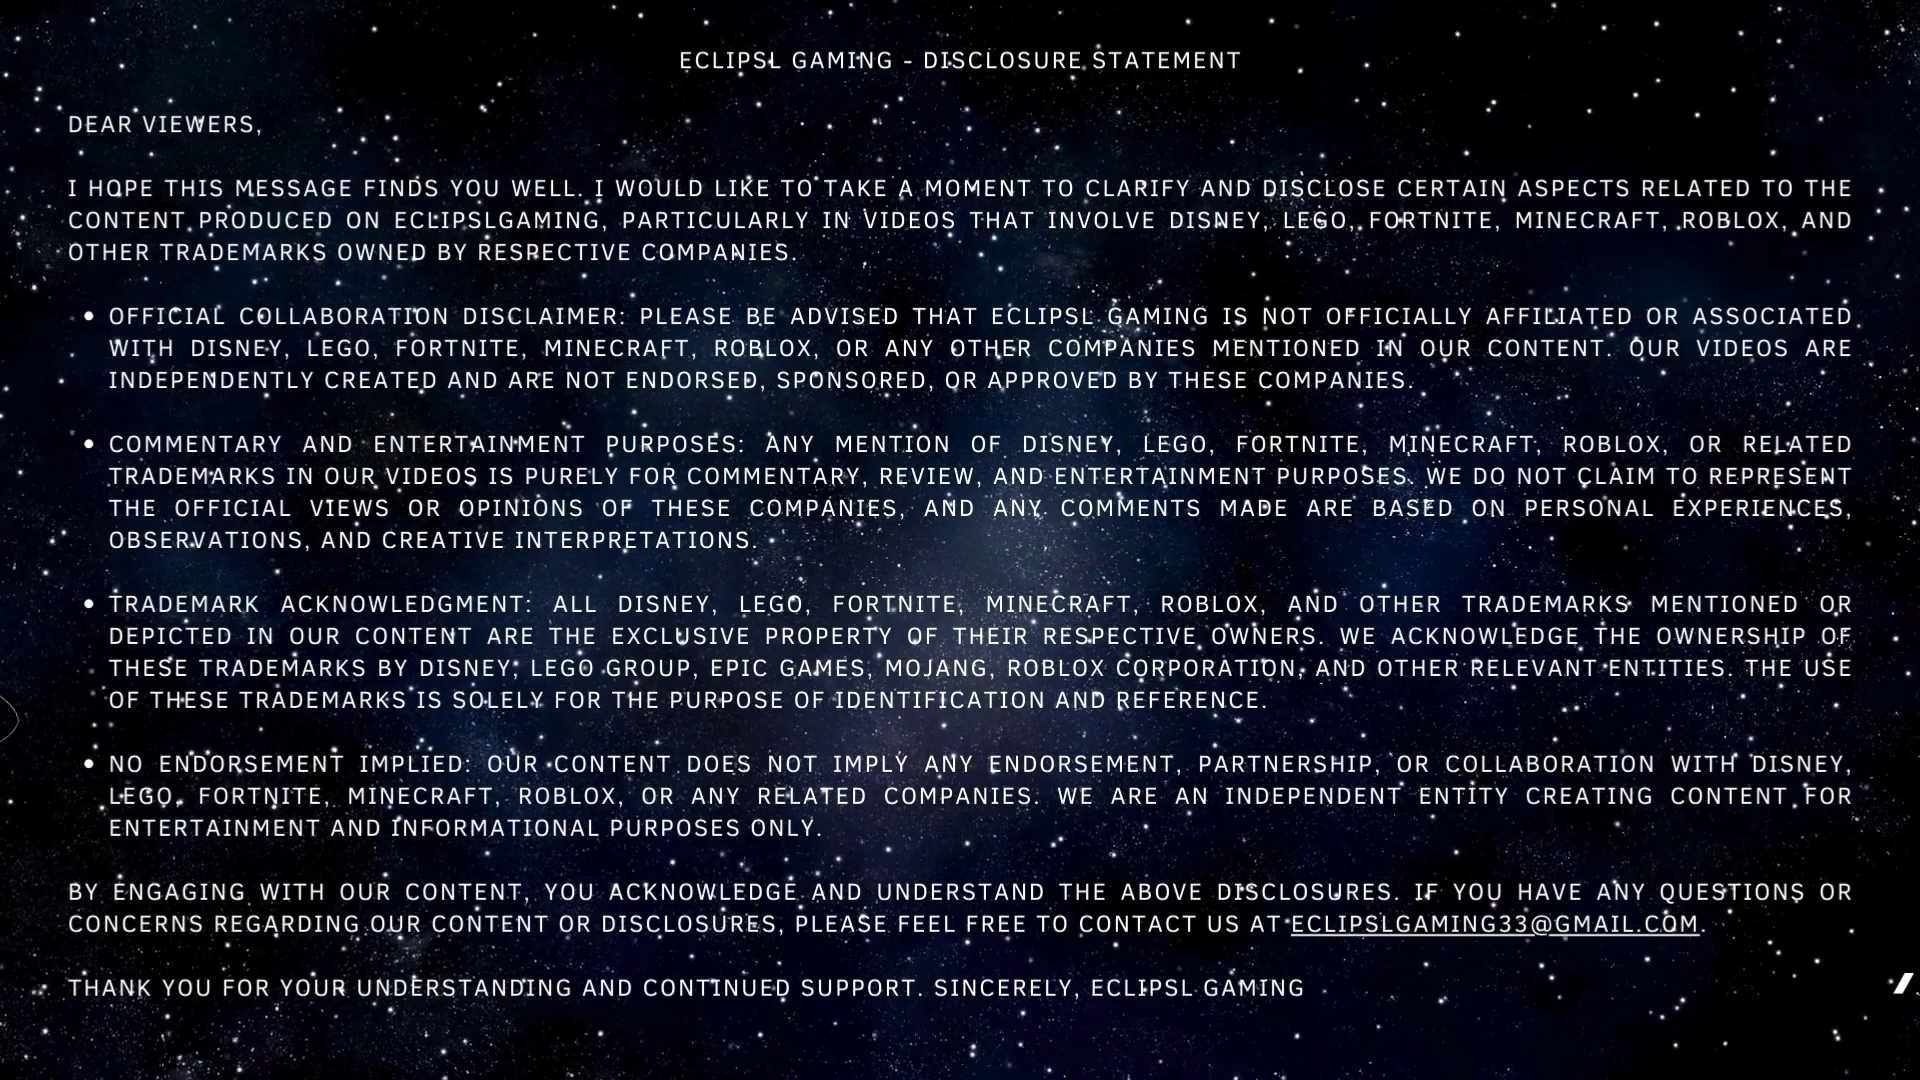 ECLIPSL GAMING - DISCLOSURE STATEMENT
DEAR VIEWERS,
I HOPE THIS MESSAGE FINDS YOU WELL. I WOULD LIKE TO TAKE A MOMENT TO CLARIFY AND DISCLOSE CERTAIN ASPECTS RELATED TO THE
CONTENT PRODUCED ON ECLIPSLGAMING, PARTICULARLY IN VIDEOS THAT INVOLVE DISNEY, LEGO, FORTNITE, MINECRAFT, ROBLOX, AND
OTHER TRADEMARKS OWNED BY RESPECTIVE COMPANIES.
• OFFICIAL COLLABORATION DISCLAIMER: PLEASE BE ADVISED THAT ECLIPSL GAMING IS NOT OFFICIALLY AFFILIATED OR ASSOCIATED
WITH DISNEY, LEGO, FORTNITE, MINECRAFT, ROBLOX, OR ANY OTHER COMPANIES MENTIONED IN OUR CONTENT. OUR VIDEOS ARE
INDEPENDENTLY CREATED AND ARE NOT ENDORSED, SPONSORED, OR APPROVED BY THESE COMPANIES.
• COMMENTARY AND ENTERTAINMENT PURPOSES: ANY MENTION OF DISNEY, LEGO, FORTNITE, MINECRAFT, ROBLOX, OR RELATED
TRADEMARKS IN OUR VIDEOS IS PURELY FOR COMMENTARY, REVIEW, AND ENTERTAINMENT PURPOSES. WE DO NOT CLAIM TO REPRESENT
THE OFFICIAL VIEWS OR OPINIONS OF THESE COMPANIES, AND ANY COMMENTS MADE ARE BASED ON PERSONAL EXPERIENCES,
OBSERVATIONS, AND CREATIVE INTERPRETATIONS.
• TRADEMARK ACKNOWLEDGMENT: ALL DISNEY, LEGO, FORTNITE, MINECRAFT, ROBLOX, AND OTHER TRADEMARKS MENTIONED OR
DEPICTED IN OUR CONTENT ARE THE EXCLUSIVE PROPERTY OF THEIR RESPECTIVE OWNERS. WE ACKNOWLEDGE THE OWNERSHIP OF
THESE TRADEMARKS BY DISNEY, LEGO GROUP, EPIC GAMES, MOJANG, ROBLOX CORPORATION, AND OTHER RELEVANT ENTITIES. THE USE
OF THESE TRADEMARKS IS SOLELY FOR THE PURPOSE OF IDENTIFICATION AND REFERENCE.
• NO ENDORSEMENT IMPLIED: OUR CONTENT DOES NOT IMPLY ANY ENDORSEMENT, PARTNERSHIP, OR COLLABORATION WITH DISNEY,
LEGO, FORTNITE, MINECRAFT, ROBLOX, OR ANY RELATED COMPANIES. WE ARE AN INDEPENDENT ENTITY CREATING CONTENT FOR
ENTERTAINMENT AND INFORMATIONAL PURPOSES ONLY.
BY ENGAGING WITH OUR CONTENT, YOU ACKNOWLEDGE AND UNDERSTAND THE ABOVE DISCLOSURES. IF YOU HAVE ANY QUESTIONS OR
CONCERNS REGARDING OUR CONTENT OR DISCLOSURES, PLEASE FEEL FREE TO CONTACT US AT ECLIPSLGAMING33@GMAIL.COM.
THANK YOU FOR YOUR UNDERSTANDING AND CONTINUED SUPPORT. SINCERELY, ECLIPSL GAMING